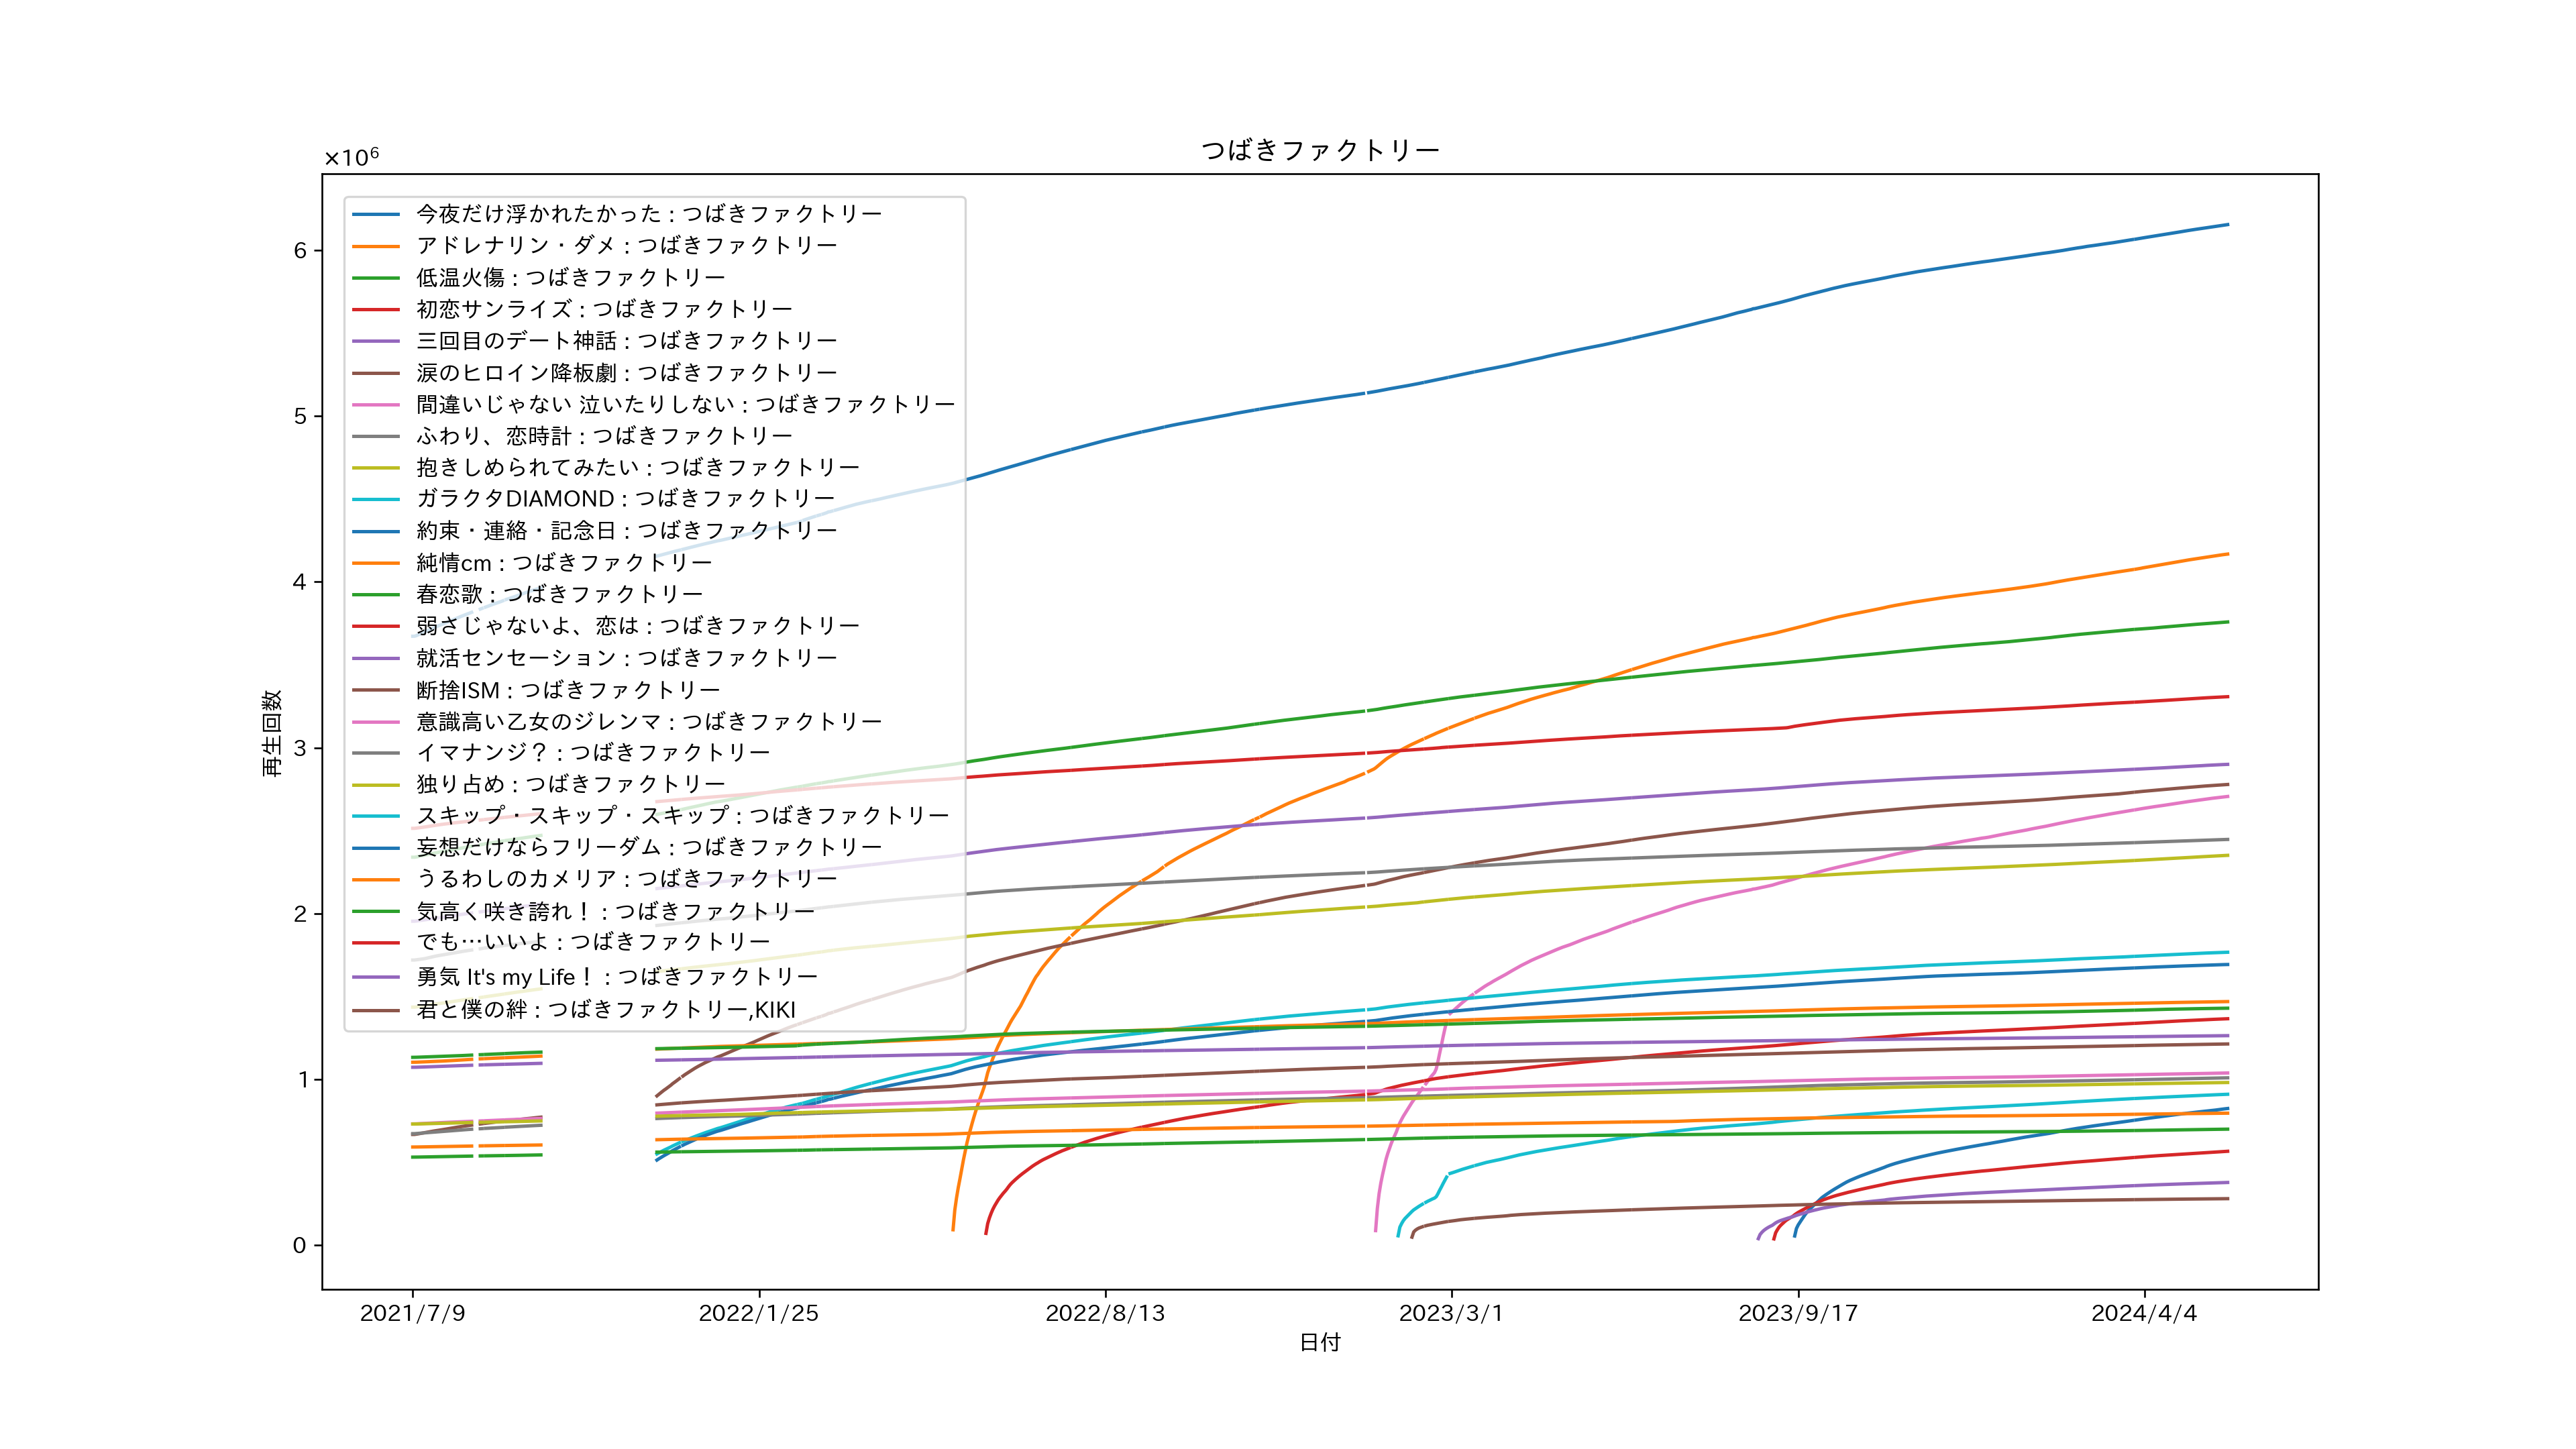 つばきファクトリー
×10⁶
今夜だけ浮かれたかった : つばきファクトリー
アドレナリン・ダメ : つばきファクトリー
低温火傷 : つばきファクトリー
初恋サンライズ : つばきファクトリー
三回目のデート神話 : つばきファクトリー
涙のヒロイン降板劇 : つばきファクトリー
間違いじゃない 泣いたりしない : つばきファクトリー
ふわり、恋時計 : つばきファクトリー
抱きしめられてみたい : つばきファクトリー
ガラクタDIAMOND : つばきファクトリー
約束・連絡・記念日 : つばきファクトリー
純情cm : つばきファクトリー
春恋歌 : つばきファクトリー
弱さじゃないよ、恋は : つばきファクトリー
就活センセーション : つばきファクトリー
断捨ISM : つばきファクトリー
意識高い乙女のジレンマ : つばきファクトリー
イマナンジ？ : つばきファクトリー
独り占め : つばきファクトリー
スキップ・スキップ・スキップ : つばきファクトリー
妄想だけならフリーダム : つばきファクトリー
うるわしのカメリア : つばきファクトリー
気高く咲き誇れ！ : つばきファクトリー
でも…いいよ : つばきファクトリー
勇気 It's my Life！ : つばきファクトリー
君と僕の絆 : つばきファクトリー,KIKI
6
5
4
3
2
1
0
再生回数
2021/7/9 2022/1/25 2022/8/13 2023/3/1 2023/9/17 2024/4/4
日付